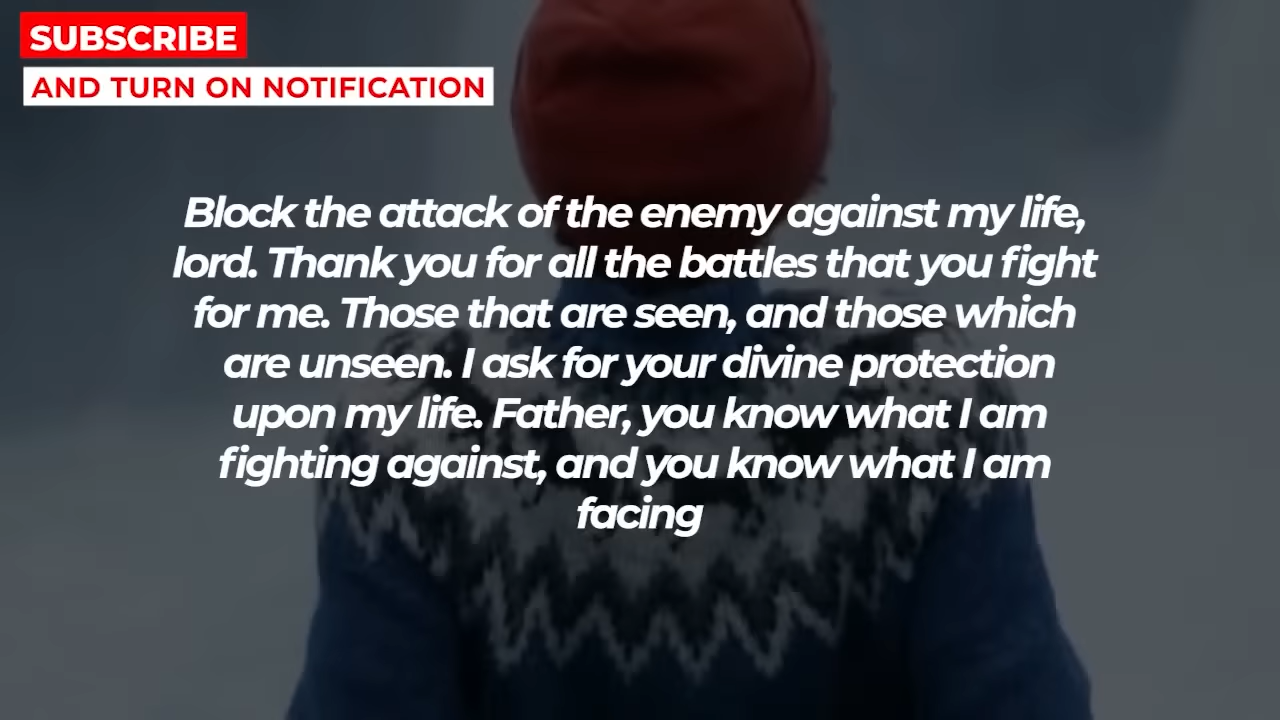 SUBSCRIBE
AND TURN ON NOTIFICATION
Block the attack of the enemy against my life,
lord. Thank you for all the battles that you fight
for me. Those that are seen, and those which
are unseen. I ask for your divine protection
upon my life. Father, you know what I am
fighting against, and you know what I am
facing